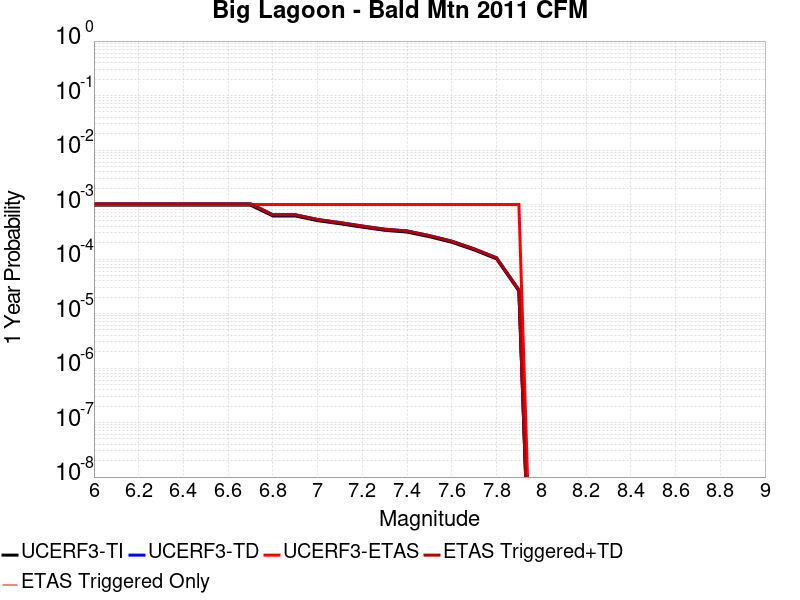 Big Lagoon - Bald Mtn 2011 CFM
1 Year Probability
10^0
10^-1
10^-2
10^-3
10^-4
10^-5
10^-6
10^-7
10^-8
6 6.2 6.4 6.6 6.8 7 7.2 7.4 7.6 7.8 8 8.2 8.4 8.6 8.8 9
Magnitude
UCERF3-TI UCERF3-TD UCERF3-ETAS ETAS Triggered+TD
ETAS Triggered Only